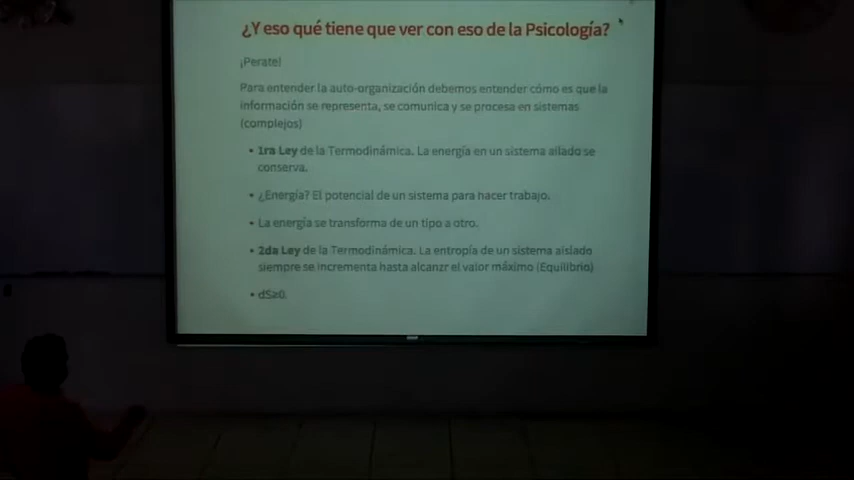 ¿Y eso qué tiene que ver con eso de la Psicología?
¡Perate!
Para entender la auto-organización debemos entender cómo es que la
información se representa, se comunica y se procesa en sistemas
(complejos)
• 1ra Ley de la Termodinámica. La energía en un sistema ailado se
conserva.
• ¿Energía? El potencial de un sistema para hacer trabajo.
• La energía se transforma de un tipo a otro.
• 2da Ley de la Termodinámica. La entropía de un sistema aislado
siempre se incrementa hasta alcanzr el valor máximo (Equilibrio)
• dS≥0.